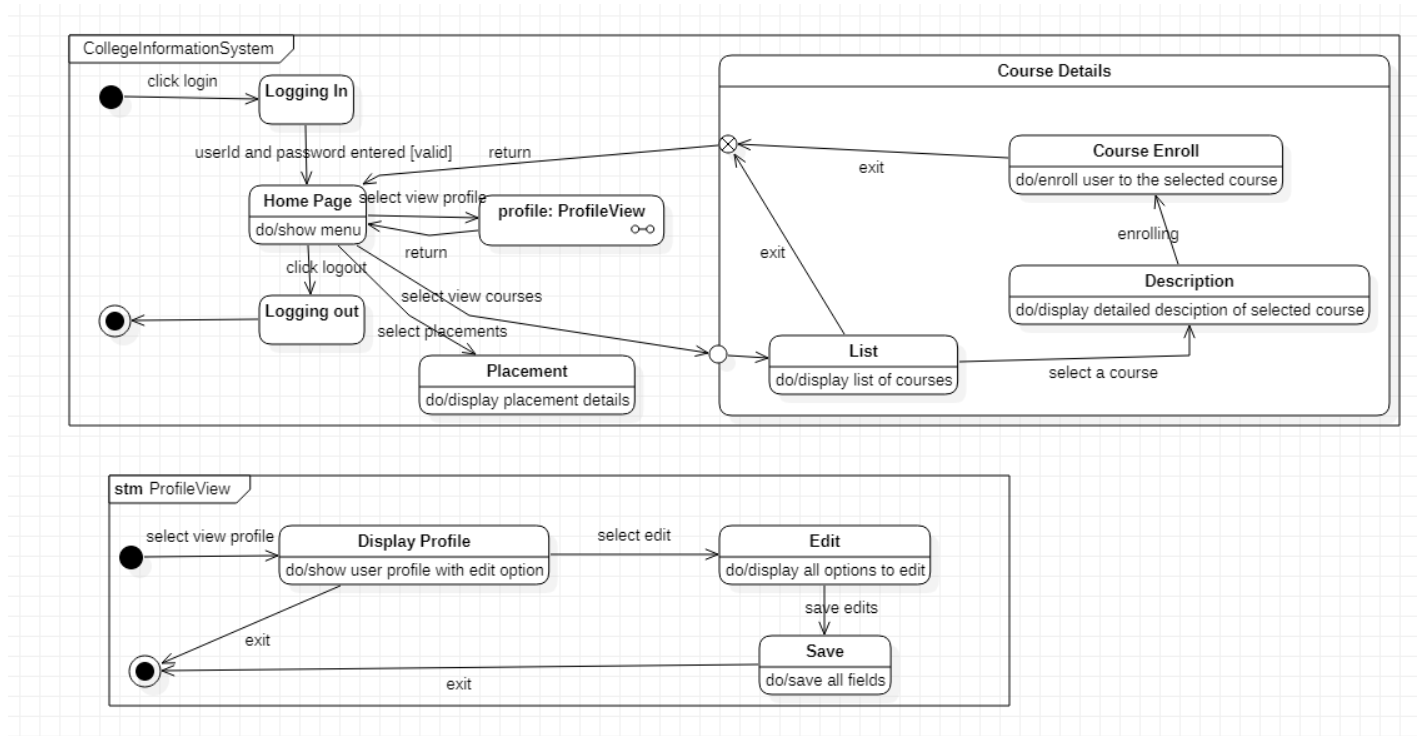 CollegeInformationSystem
click login
Logging In
userId and password entered [valid]
return
Home Page
do/show menu
select view profile
profile: ProfileView
return
click logout
Logging out
select view courses
select placements
Placement
do/display placement details
Course Details
Course Enroll
do/enroll user to the selected course
exit
enrolling
exit
Description
do/display detailed desciption of selected course
List
do/display list of courses
select a course
stm ProfileView
select view profile
Display Profile
do/show user profile with edit option
select edit
Edit
do/display all options to edit
save edits
Save
do/save all fields
exit
exit